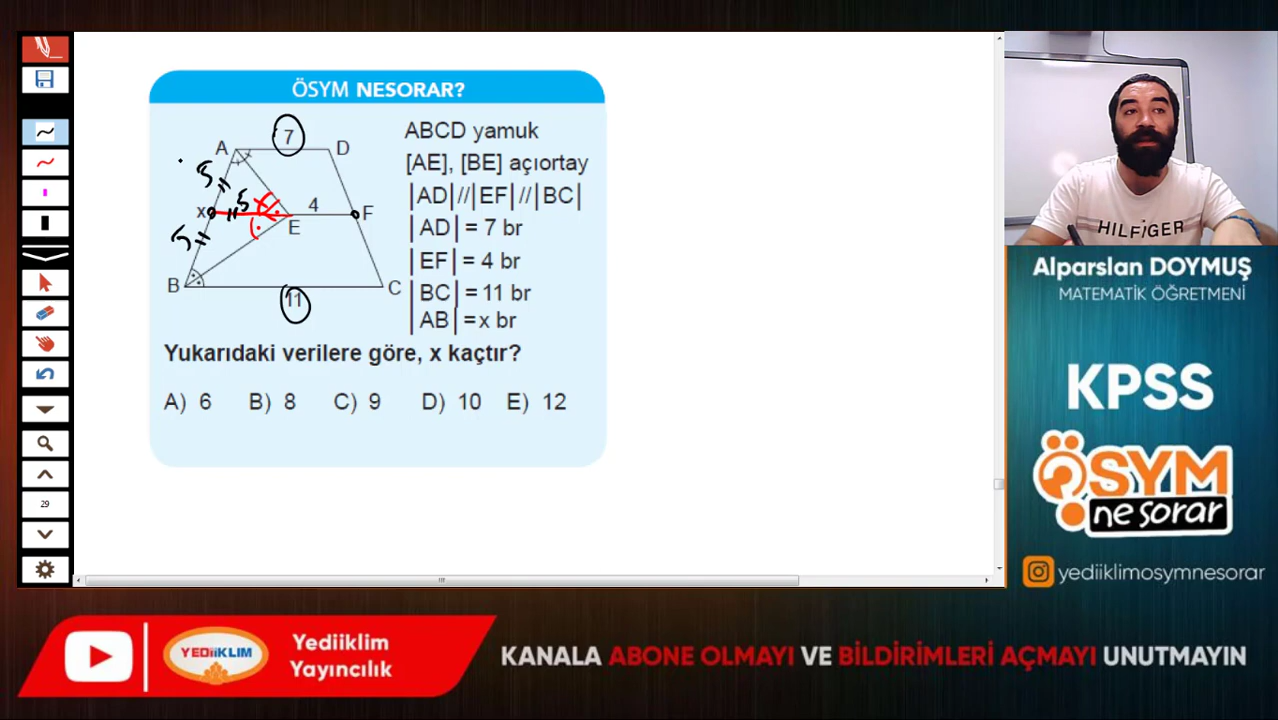 ÖSYM NESORAR?
A 7 D
5
x 5 4 F
E
5
B 11 C
ABCD yamuk
[AE], [BE] açıortay
|AD|//|EF|//|BC|
|AD| = 7 br
|EF| = 4 br
|BC| = 11 br
|AB| = x br
Yukarıdaki verilere göre, x kaçtır?
A) 6 B) 8 C) 9 D) 10 E) 12
29
HILFIGER
Alparslan DOYMUŞ
MATEMATİK ÖĞRETMENİ
KPSS
ÖSYM
ne sorar
yediiklimosymnesorar
YEDİİKLİM
Yediiklim
Yayıncılık
KANALA ABONE OLMAYI VE BİLDİRİMLERİ AÇMAYI UNUTMAYIN